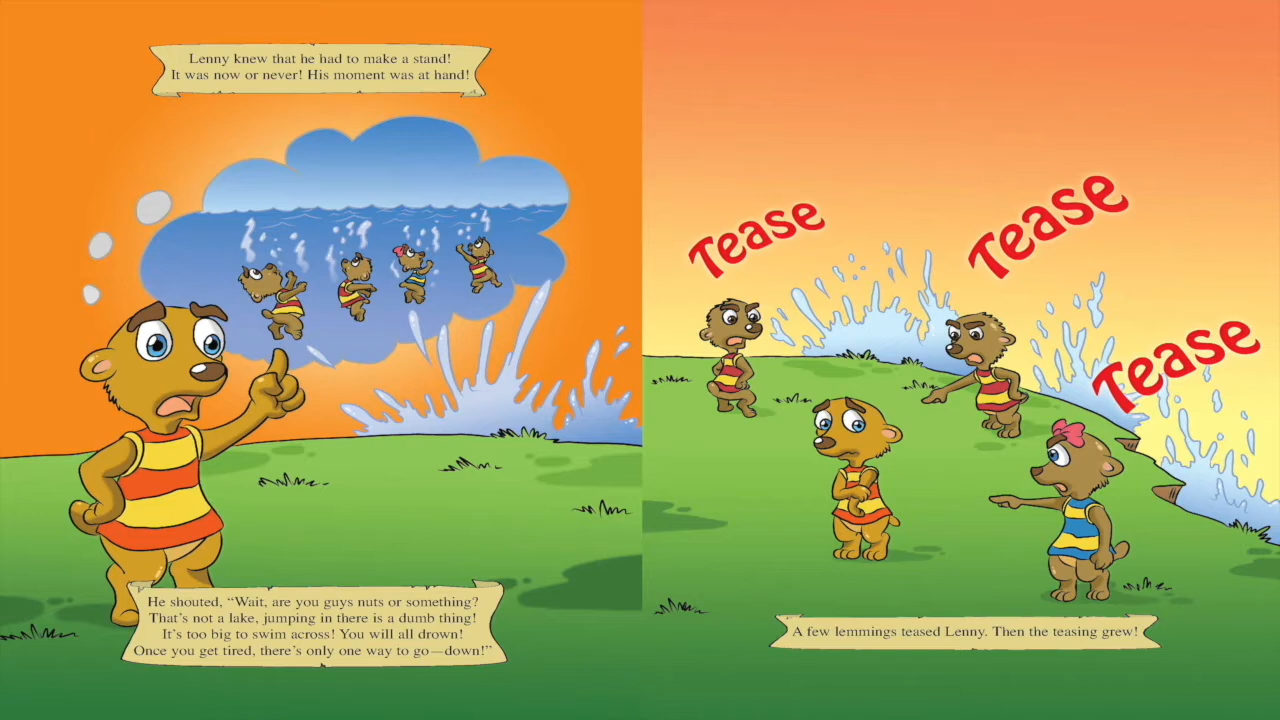 Lenny knew that he had to make a stand!
It was now or never! His moment was at hand!
He shouted, “Wait, are you guys nuts or something?
That’s not a lake, jumping in there is a dumb thing!
It’s too big to swim across! You will all drown!
Once you get tired, there’s only one way to go—down!”
Tease
Tease
Tease
A few lemmings teased Lenny. Then the teasing grew!